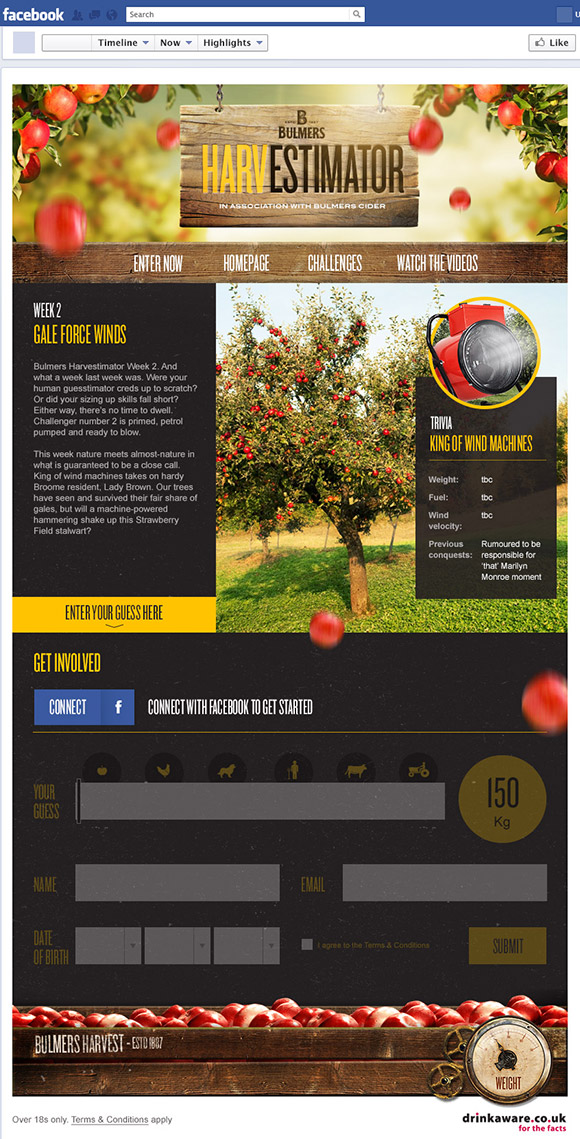 facebook
Search
U
Timeline
Now
Highlights
Like
ESTD 1887
BULMERS
HARVESTIMATOR
IN ASSOCIATION WITH BULMERS CIDER
ENTER NOW
HOMEPAGE
CHALLENGES
WATCH THE VIDEOS
WEEK 2
GALE FORCE WINDS
Bulmers Harvestimator Week 2. And
what a week last week was. Were your
human guesstimator creds up to scratch?
Or did your sizing up skills fall short?
Either way, there's no time to dwell.
Challenger number 2 is primed, petrol
pumped and ready to blow.
This week nature meets almost-nature in
what is guaranteed to be a close call.
King of wind machines takes on hardy
Broome resident, Lady Brown. Our trees
have seen and survived their fair share of
gales, but will a machine-powered
hammering shake up this Strawberry
Field stalwart?
ENTER YOUR GUESS HERE
TRIVIA
KING OF WIND MACHINES
Weight: tbc
Fuel: tbc
Wind tbc
velocity:
Previous Rumoured to be
conquests: responsible for
'that' Marilyn
Monroe moment
GET INVOLVED
CONNECT f
CONNECT WITH FACEBOOK TO GET STARTED
YOUR
GUESS
150
Kg
NAME
EMAIL
DATE
OF BIRTH
I agree to the Terms & Conditions
SUBMIT
BULMERS HARVEST - ESTD 1887
WEIGHT
Over 18s only. Terms & Conditions apply
drinkaware.co.uk
for the facts